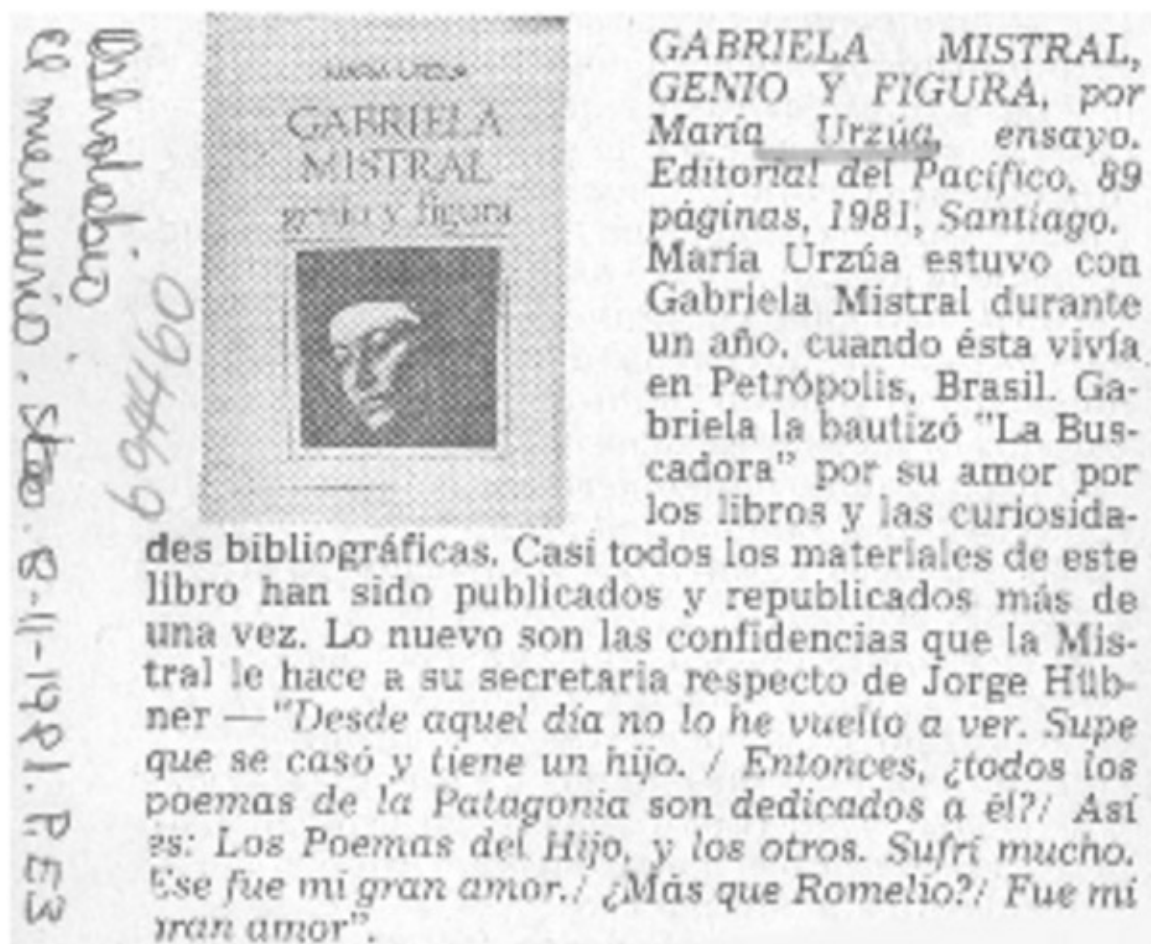 El Mercurio. Stgo. 8-11-1981. P. E3
694460
MARIA URZUA
GABRIELA
MISTRAL
genio y figura
GABRIELA MISTRAL,
GENIO Y FIGURA, por
María Urzúa, ensayo.
Editorial del Pacífico, 89
páginas, 1981, Santiago.
María Urzúa estuvo con
Gabriela Mistral durante
un año, cuando ésta vivía
en Petrópolis, Brasil. Ga-
briela la bautizó "La Bus-
cadora" por su amor por
los libros y las curiosida-
des bibliográficas. Casi todos los materiales de este
libro han sido publicados y republicados más de
una vez. Lo nuevo son las confidencias que la Mis-
tral le hace a su secretaria respecto de Jorge Hüb-
ner —"Desde aquel día no lo he vuelto a ver. Supe
que se casó y tiene un hijo. / Entonces, ¿todos los
poemas de la Patagonia son dedicados a él?/ Así
es: Los Poemas del Hijo, y los otros. Sufrí mucho.
Ese fue mi gran amor./ ¿Más que Romelio?/ Fue mi
gran amor".